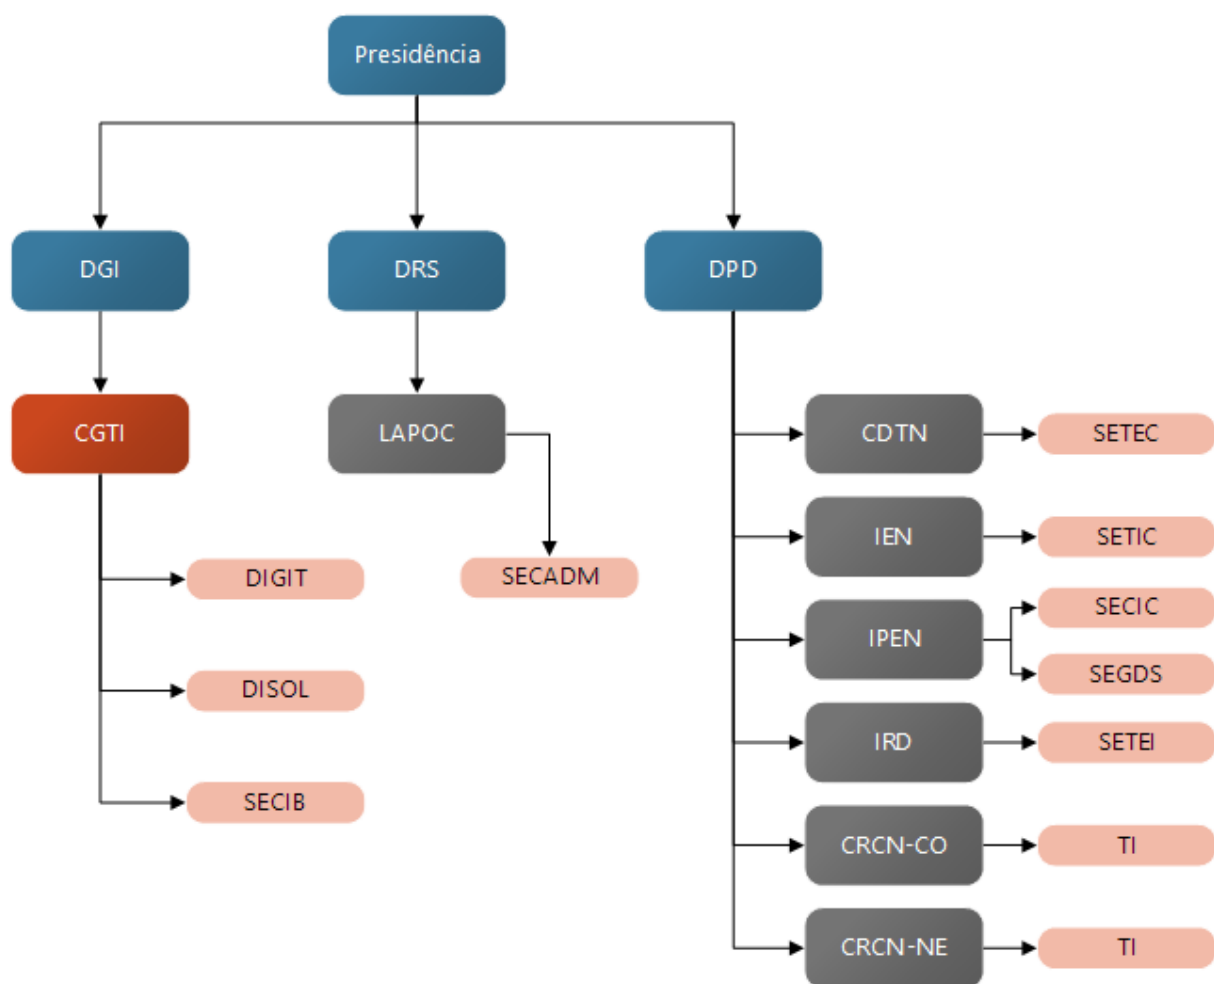 Presidência
DGI
DRS
DPD
CGTI
LAPOC
CDTN
SETEC
IEN
SETIC
DIGIT
SECADM
IPEN
SECIC
SEGDS
DISOL
IRD
SETEI
SECIB
CRCN-CO
TI
CRCN-NE
TI